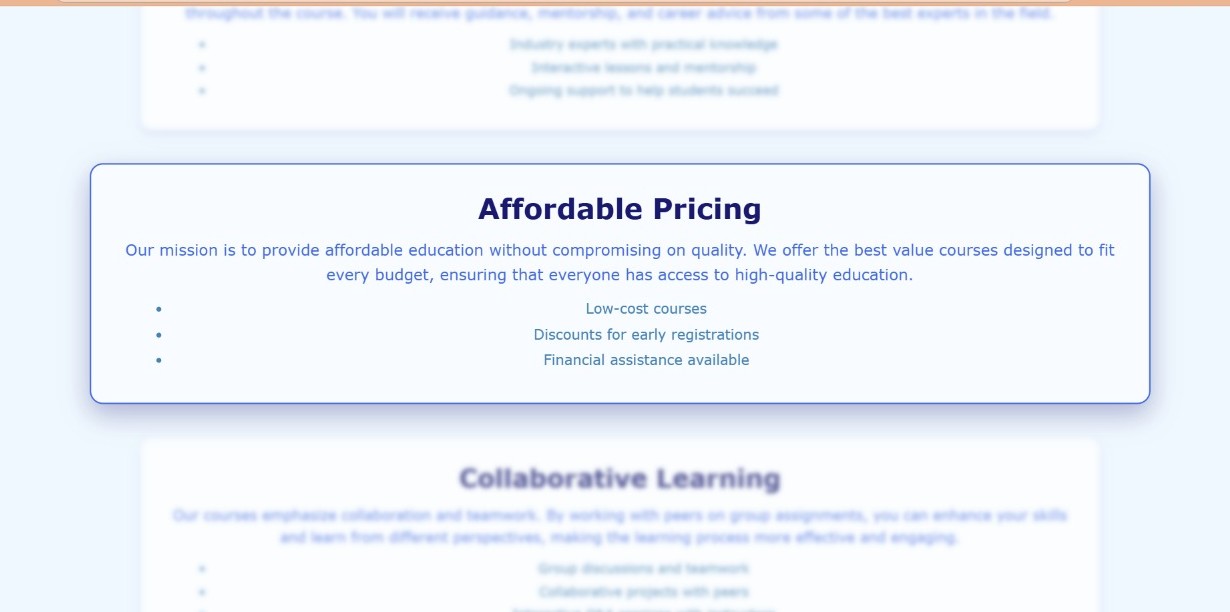 throughout the course. You will receive guidance, mentorship, and career advice from some of the best experts in the field.
• Industry experts with practical knowledge
• Interactive lessons and mentorship
• Ongoing support to help students succeed
Affordable Pricing
Our mission is to provide affordable education without compromising on quality. We offer the best value courses designed to fit
every budget, ensuring that everyone has access to high-quality education.
• Low-cost courses
• Discounts for early registrations
• Financial assistance available
Collaborative Learning
Our courses emphasize collaboration and teamwork. By working with peers on group assignments, you can enhance your skills
and learn from different perspectives, making the learning process more effective and engaging.
• Group discussions and teamwork
• Collaborative projects with peers